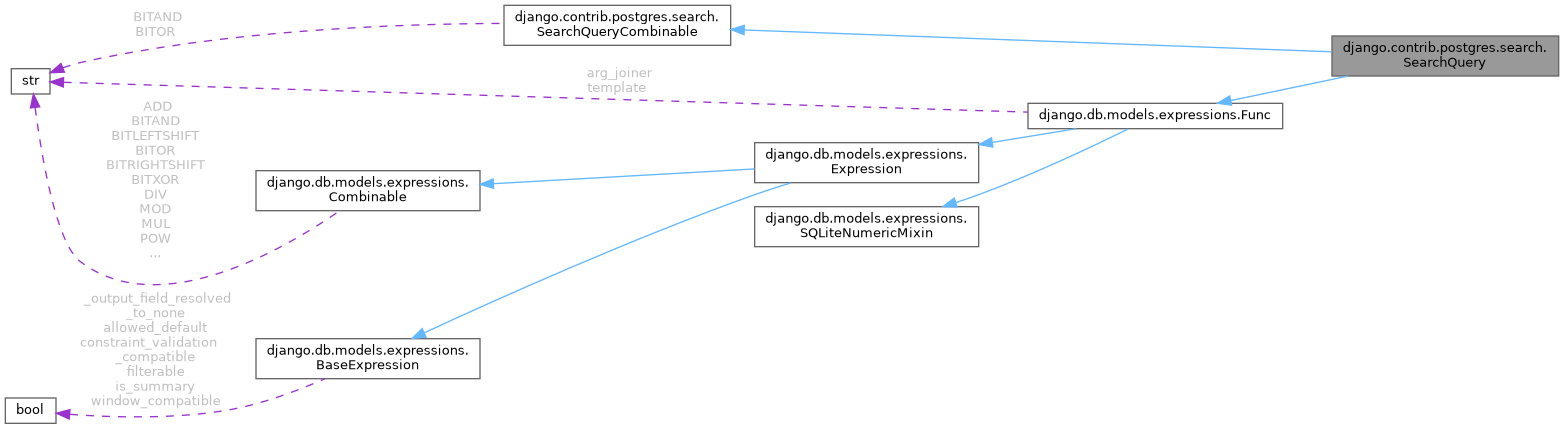 BITAND
BITOR
django.contrib.postgres.search.
SearchQueryCombinable
django.contrib.postgres.search.
SearchQuery
str
arg_joiner
template
ADD
BITAND
BITLEFTSHIFT
BITOR
BITRIGHTSHIFT
BITXOR
DIV
MOD
MUL
POW
...
django.db.models.expressions.Func
django.db.models.expressions.
Expression
django.db.models.expressions.
Combinable
django.db.models.expressions.
SQLiteNumericMixin
_output_field_resolved
_to_none
allowed_default
constraint_validation
_compatible
filterable
is_summary
window_compatible
django.db.models.expressions.
BaseExpression
bool